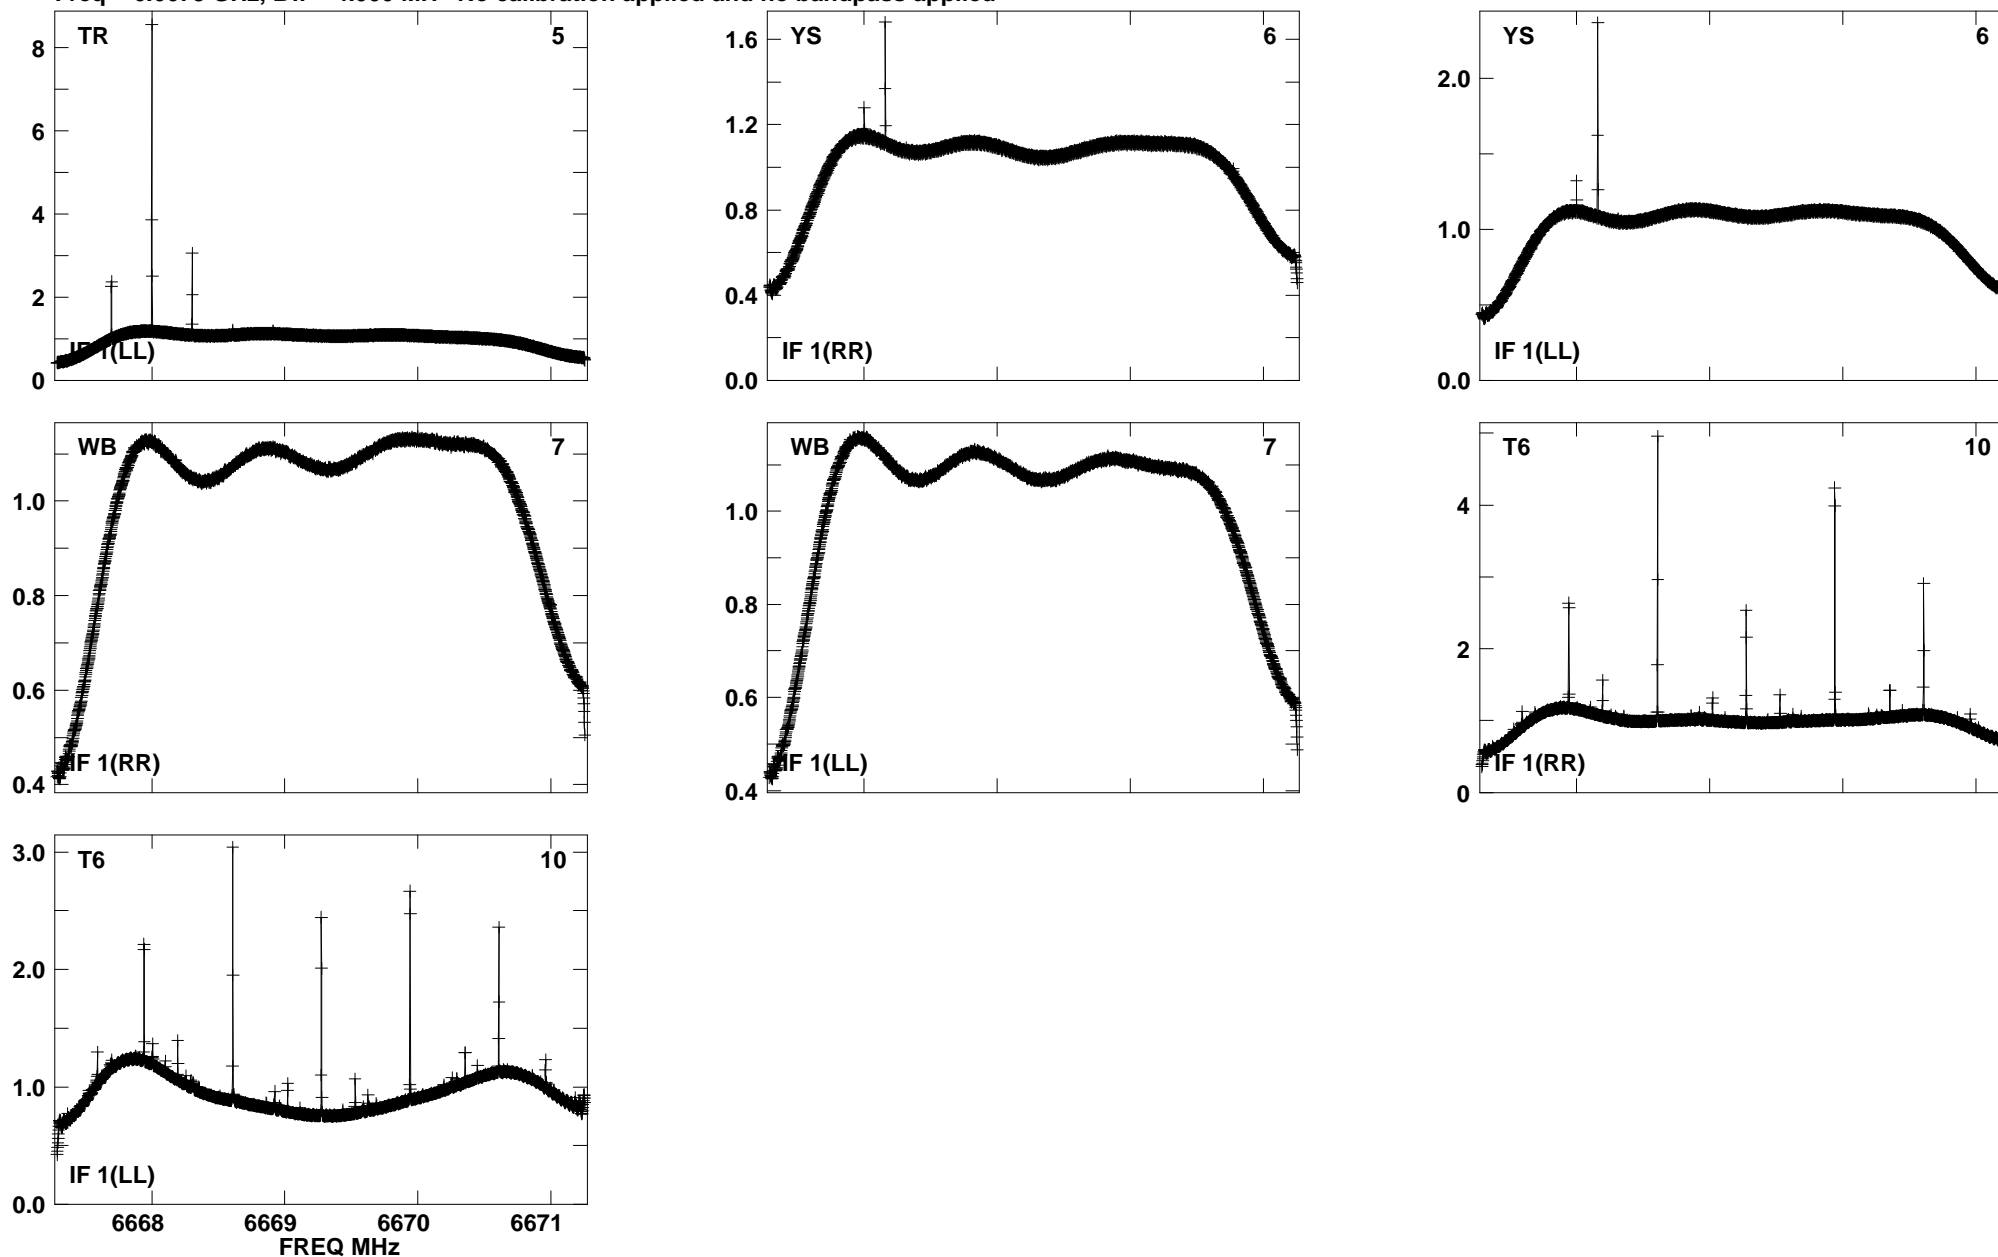 calibration applied and no bandpass applied
TR 5
8
6
4
2
0
IF 1(LL)
YS 6
1.6
1.2
0.8
0.4
0.0
IF 1(RR)
YS 6
2.0
1.0
0.0
IF 1(LL)
WB 7
1.0
0.8
0.6
0.4
IF 1(RR)
WB 7
1.0
0.8
0.6
0.4
IF 1(LL)
T6 10
4
2
0
IF 1(RR)
T6 10
3.0
2.0
1.0
0.0
IF 1(LL)
6668 6669 6670 6671
FREQ MHz